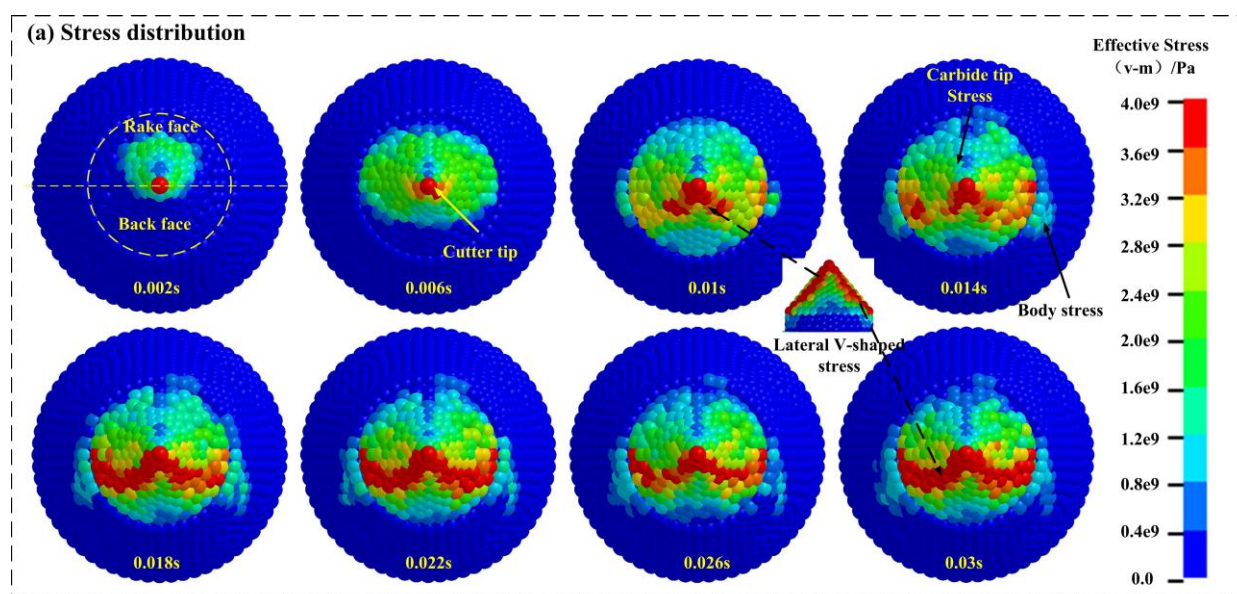 (a) Stress distribution
Effective Stress
（v-m）/Pa
Rake face
Back face
0.002s
Cutter tip
0.006s
0.01s
Carbide tip
Stress
0.014s
Body stress
Lateral V-shaped
stress
0.018s
0.022s
0.026s
0.03s
4.0e9
3.6e9
3.2e9
2.8e9
2.4e9
2.0e9
1.6e9
1.2e9
0.8e9
0.4e9
0.0